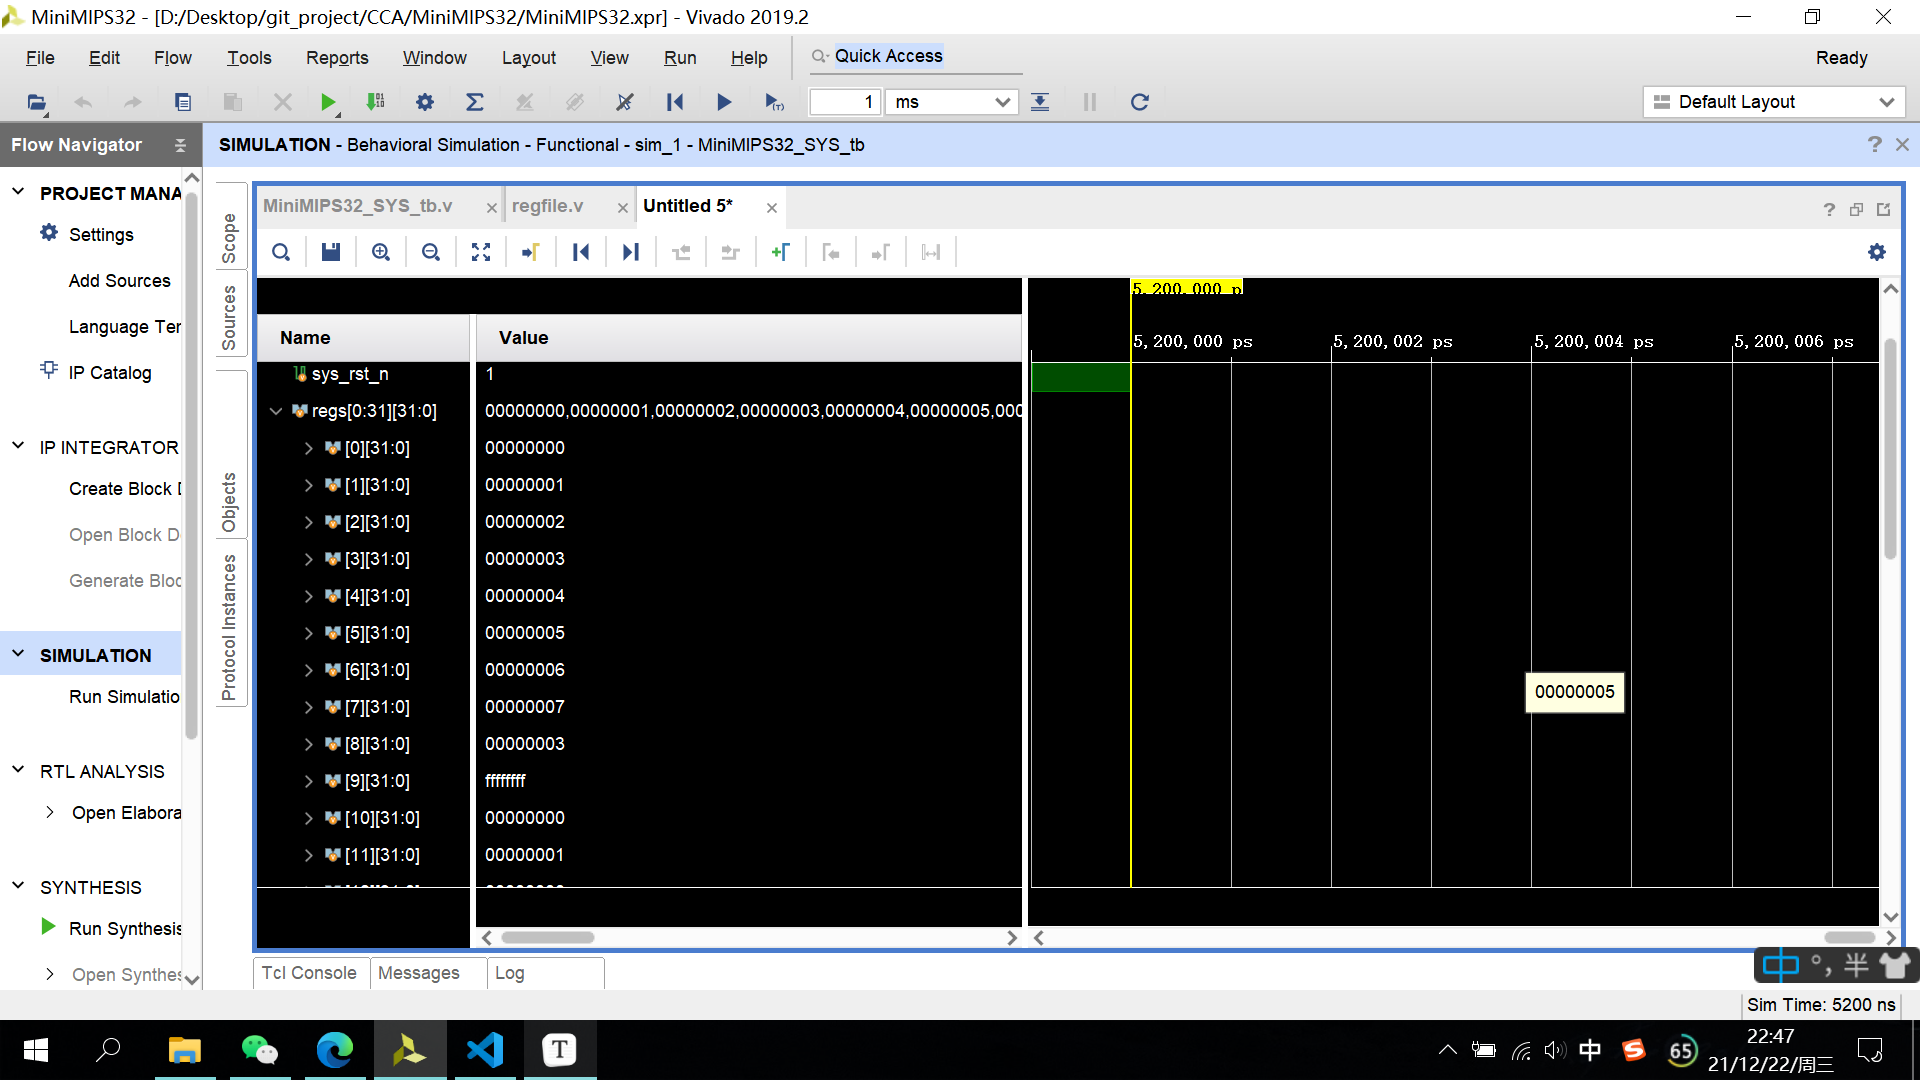 MiniMIPS32 - [D:/Desktop/git_project/CCA/MiniMIPS32/MiniMIPS32.xpr] - Vivado 2019.2
File Edit Flow Tools Reports Window Layout View Run Help Quick Access Ready
1 ms Default Layout
Flow Navigator
SIMULATION - Behavioral Simulation - Functional - sim_1 - MiniMIPS32_SYS_tb
PROJECT MANA
Settings
Add Sources
Language Ter
IP Catalog
IP INTEGRATOR
Create Block D
Open Block D
Generate Bloc
SIMULATION
Run Simulatio
RTL ANALYSIS
Open Elabora
SYNTHESIS
Run Synthesis
Open Synthes
Scope
Sources
Objects
Protocol Instances
MiniMIPS32_SYS_tb.v regfile.v Untitled 5*
5,200,000 p
Name Value
5,200,000 ps 5,200,002 ps 5,200,004 ps 5,200,006 ps
sys_rst_n 1
regs[0:31][31:0] 00000000,00000001,00000002,00000003,00000004,00000005,000
[0][31:0] 00000000
[1][31:0] 00000001
[2][31:0] 00000002
[3][31:0] 00000003
[4][31:0] 00000004
[5][31:0] 00000005
[6][31:0] 00000006
[7][31:0] 00000007
[8][31:0] 00000003
[9][31:0] ffffffff
[10][31:0] 00000000
[11][31:0] 00000001
00000005
Tcl Console Messages Log
中 °, 半
Sim Time: 5200 ns
T
中
S
65
22:47
21/12/22/周三